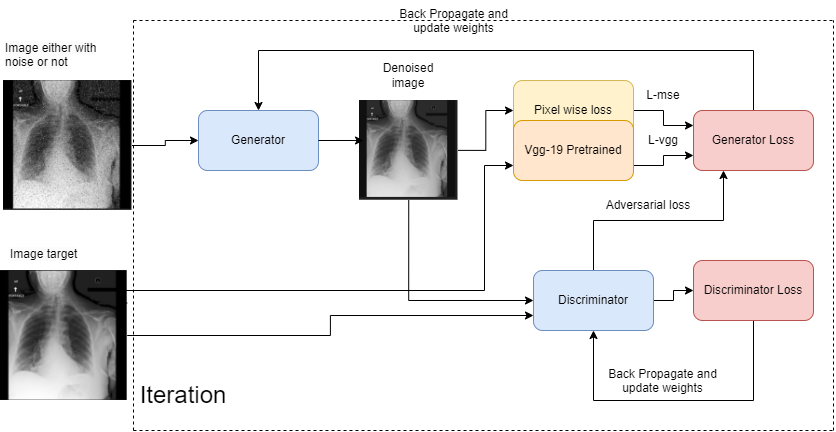 Back Propagate and
update weights
Image either with
noise or not
Denoised
image
Generator
Pixel wise loss
Vgg-19 Pretrained
L-mse
L-vgg
Generator Loss
Adversarial loss
Image target
Discriminator
Discriminator Loss
Back Propagate and
update weights
Iteration